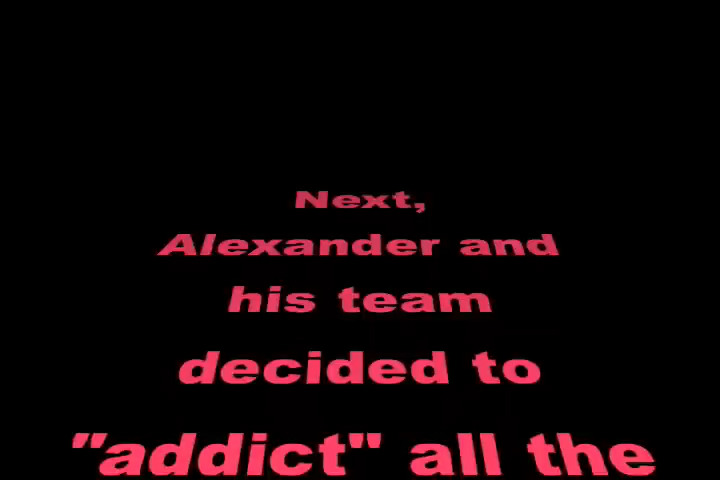 Next,
Alexander and
his team
decided to
"addict" all the